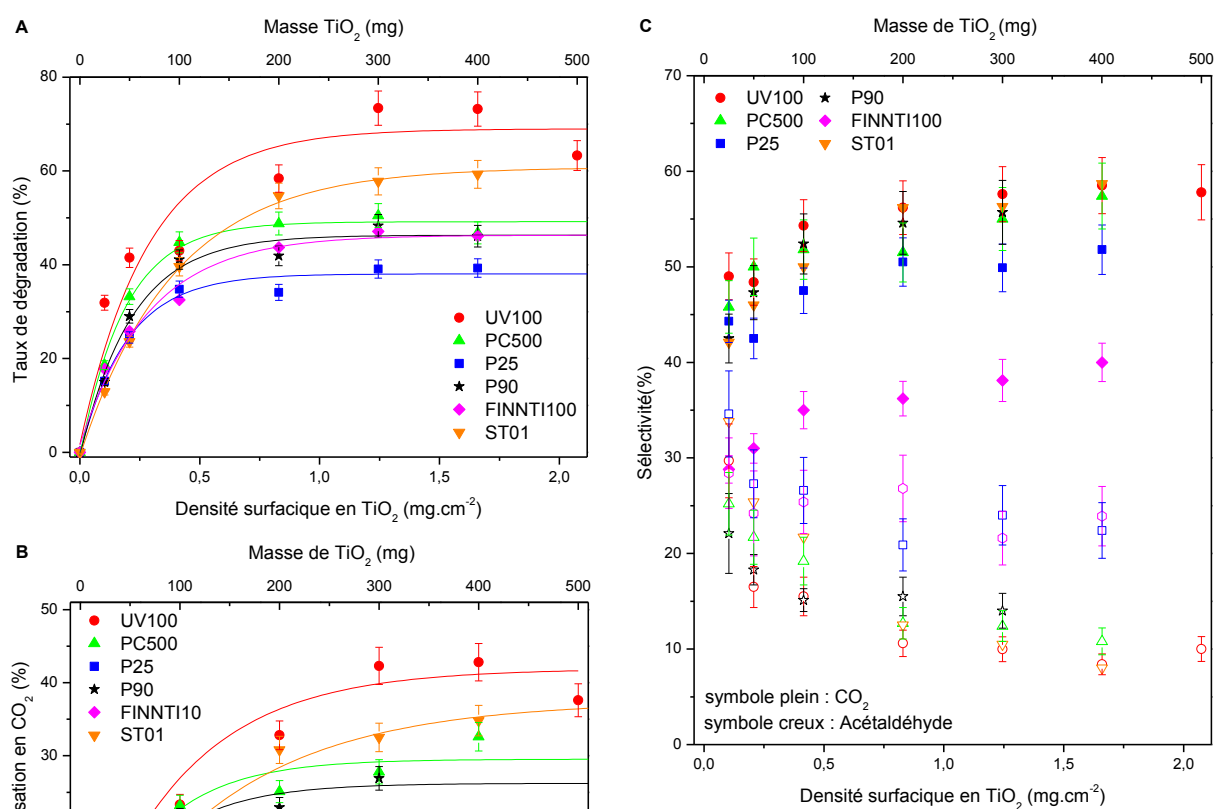 A
Masse TiO2 (mg)
0 100 200 300 400 500
Taux de dégradation (%)
80
60
40
20
0
UV100
PC500
P25
P90
FINNTI100
ST01
0,0 0,5 1,0 1,5 2,0
Densité surfacique en TiO2 (mg.cm-2)
B
Masse de TiO2 (mg)
0 100 200 300 400 500
sation en CO2 (%)
50
40
30
UV100
PC500
P25
P90
FINNTI10
ST01
C
Masse de TiO2 (mg)
0 100 200 300 400 500
Sélectivité(%)
70
60
50
40
30
20
10
0
UV100 P90
PC500 FINNTI100
P25 ST01
symbole plein : CO2
symbole creux : Acétaldéhyde
0,0 0,5 1,0 1,5 2,0
Densité surfacique en TiO2 (mg.cm-2)